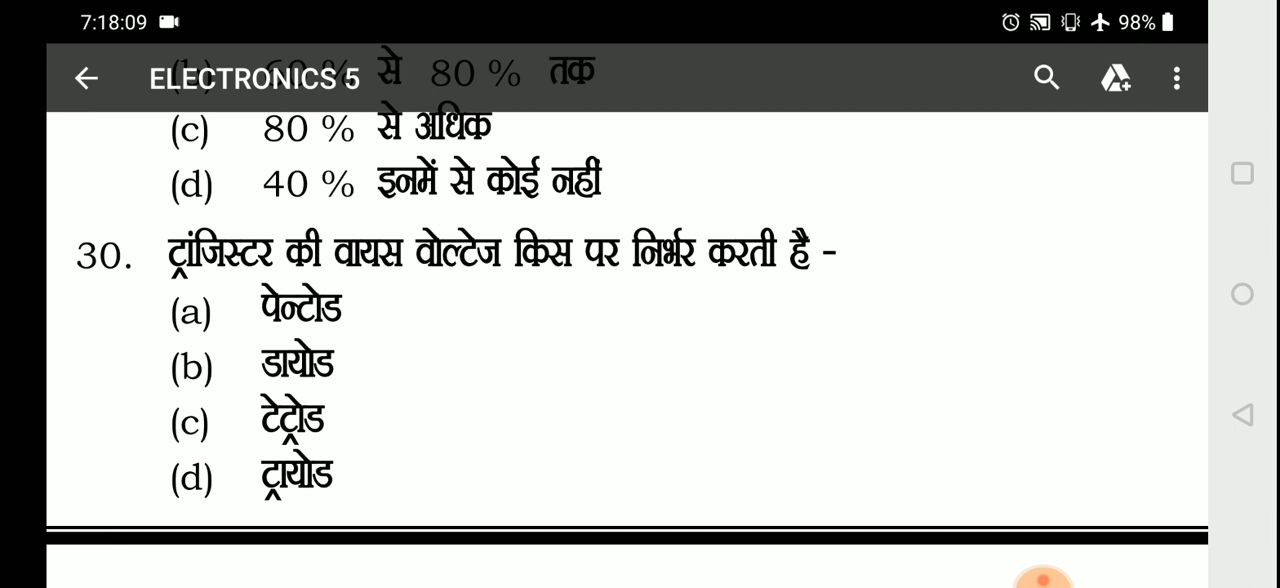 7:18:09 98%
ELECTRONICS 5
(b) 60 % से 80 % तक
(c) 80 % से अधिक
(d) 40 % इनमें से कोई नहीं
30. ट्रांजिस्टर की वायस वोल्टेज किस पर निर्भर करती है -
(a) पेन्टोड
(b) डायोड
(c) टेट्रोड
(d) ट्रायोड